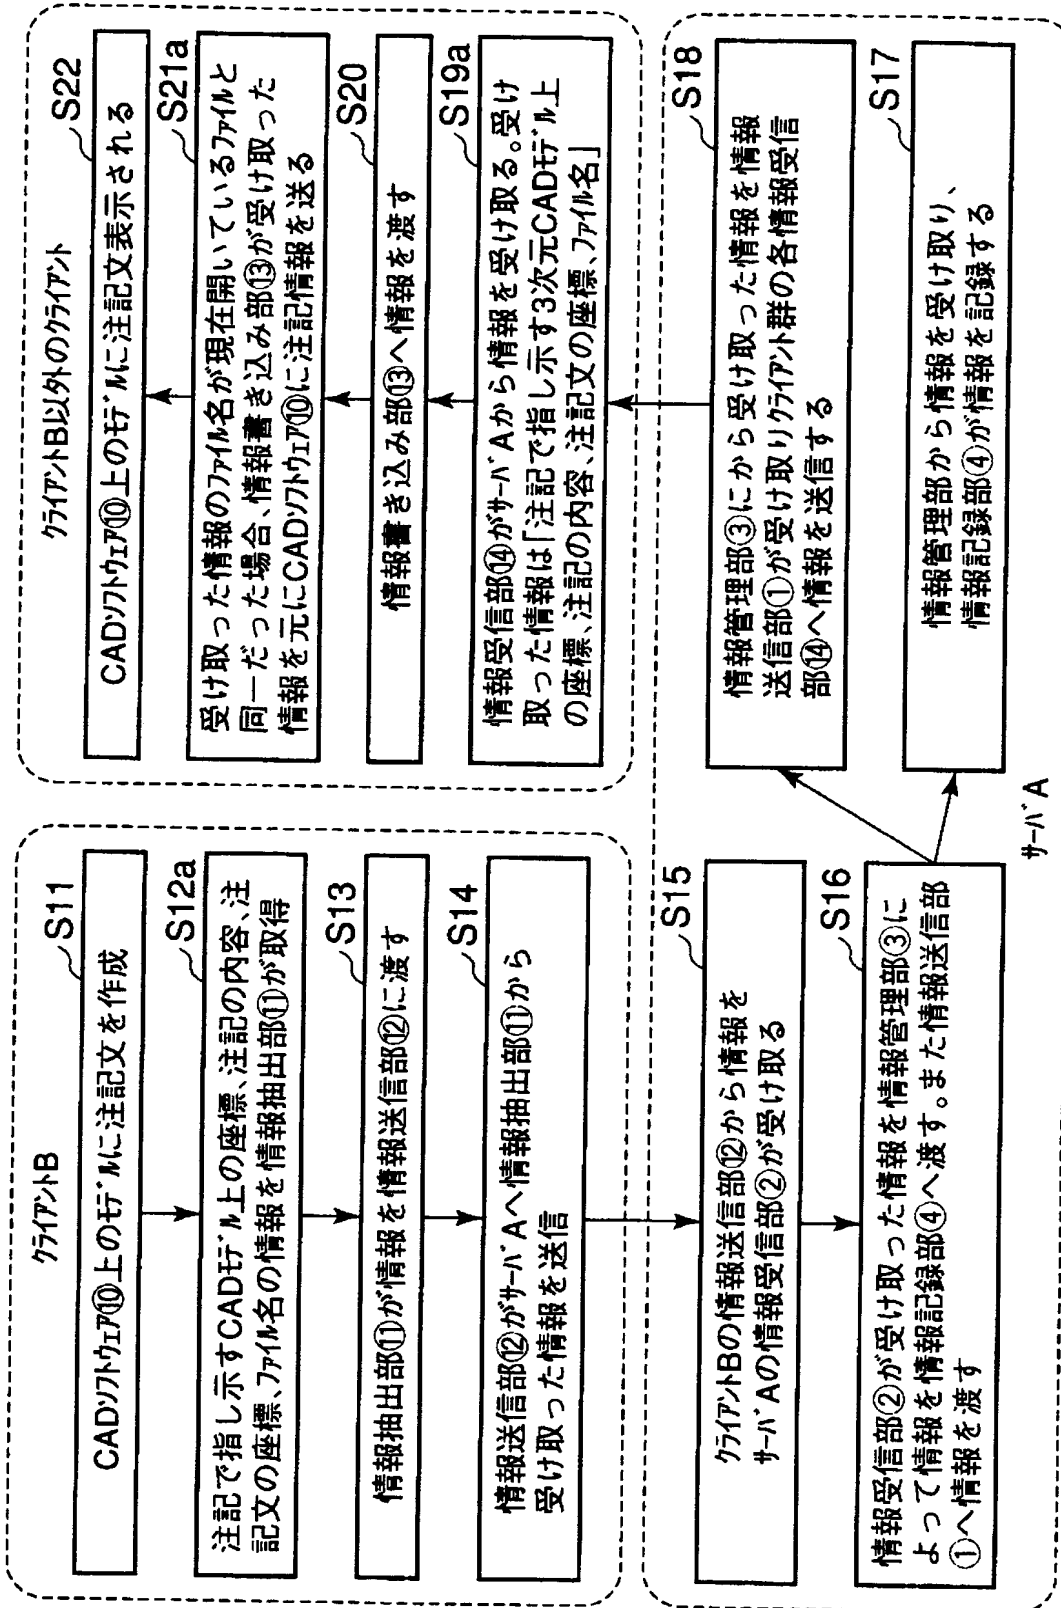 クライアントB
S11
CADソフトウェア⑩上のモデルに注記文を作成
S12a
注記で指し示すCADモデル上の座標、注記の内容、注
記文の座標、ファイル名の情報を情報抽出部⑪が取得
S13
情報抽出部⑪が情報を情報送信部⑫に渡す
S14
情報送信部⑫がサーバAへ情報抽出部⑪から
受け取った情報を送信
S15
クライアントBの情報送信部⑫から情報を
サーバAの情報受信部②が受け取る
S16
情報受信部②が受け取った情報を情報管理部③に
よって情報を情報記録部④へ渡す。また情報送信部
①へ情報を渡す
サーバA
S17
情報管理部から情報を受け取り、
情報記録部④が情報を記録する
S18
情報管理部③にから受け取った情報を情報
送信部①が受け取りクライアント群の各情報受信
部⑭へ情報を送信する
クライアントB以外のクライアント
S19a
情報受信部⑭がサーバAから情報を受け取る。受け
取った情報は「注記で指し示す3次元CADモデル上
の座標、注記の内容、注記文の座標、ファイル名」
S20
情報書き込み部⑬へ情報を渡す
S21a
受け取った情報のファイル名が現在開いているファイルと
同一だった場合、情報書き込み部⑬が受け取った
情報を元にCADソフトウェア⑩に注記情報を送る
S22
CADソフトウェア⑩上のモデルに注記文表示される